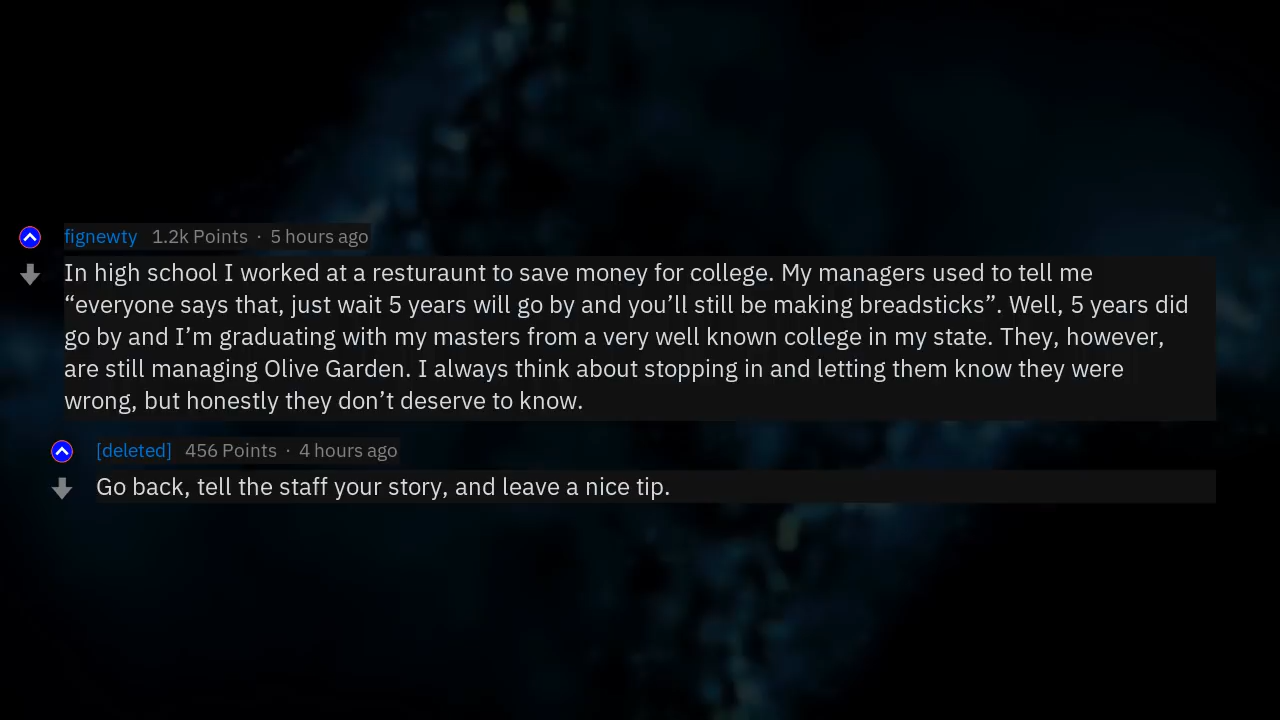 fignewty 1.2k Points · 5 hours ago
In high school I worked at a resturaunt to save money for college. My managers used to tell me
“everyone says that, just wait 5 years will go by and you’ll still be making breadsticks”. Well, 5 years did
go by and I’m graduating with my masters from a very well known college in my state. They, however,
are still managing Olive Garden. I always think about stopping in and letting them know they were
wrong, but honestly they don’t deserve to know.
[deleted] 456 Points · 4 hours ago
Go back, tell the staff your story, and leave a nice tip.